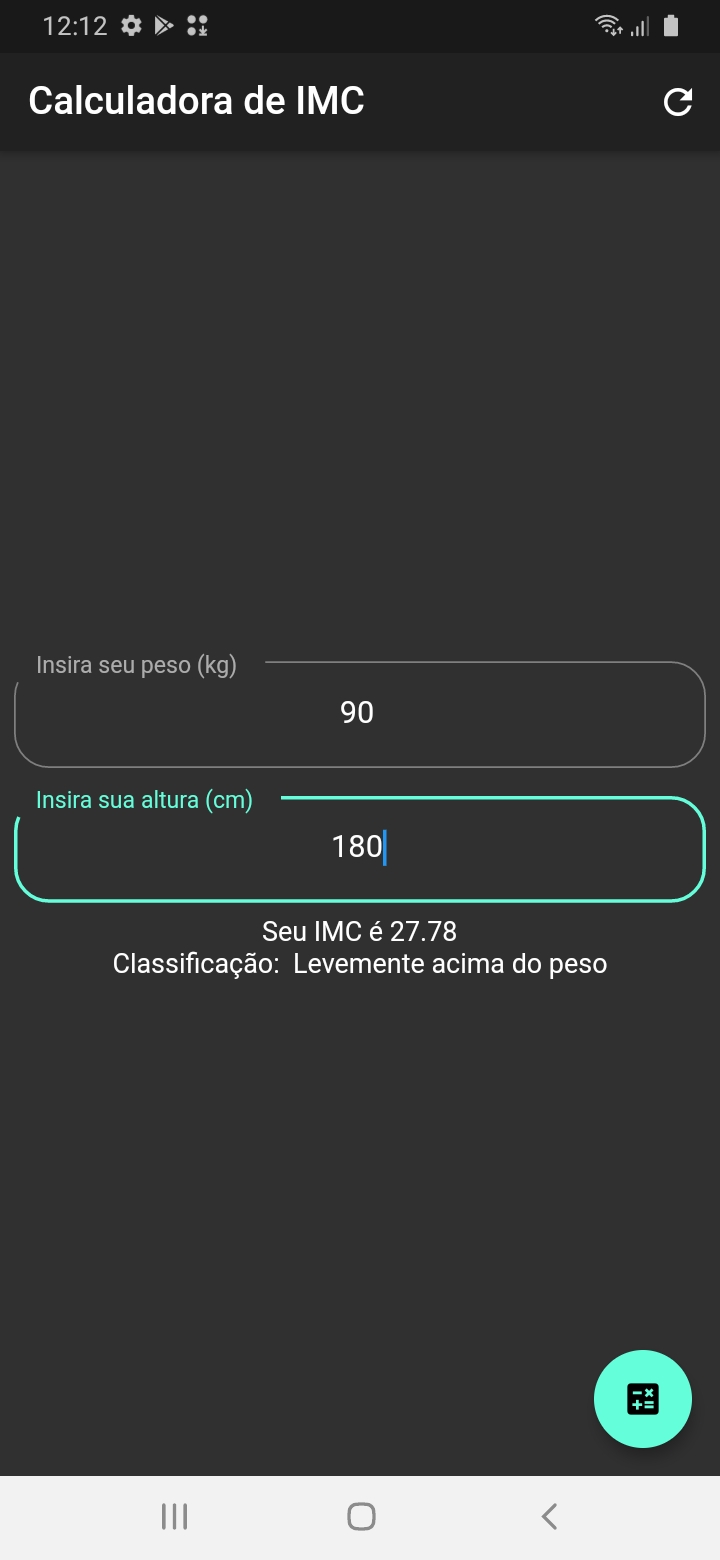 12:12
Calculadora de IMC
Insira seu peso (kg)
90
Insira sua altura (cm)
180
Seu IMC é 27.78
Classificação:  Levemente acima do peso